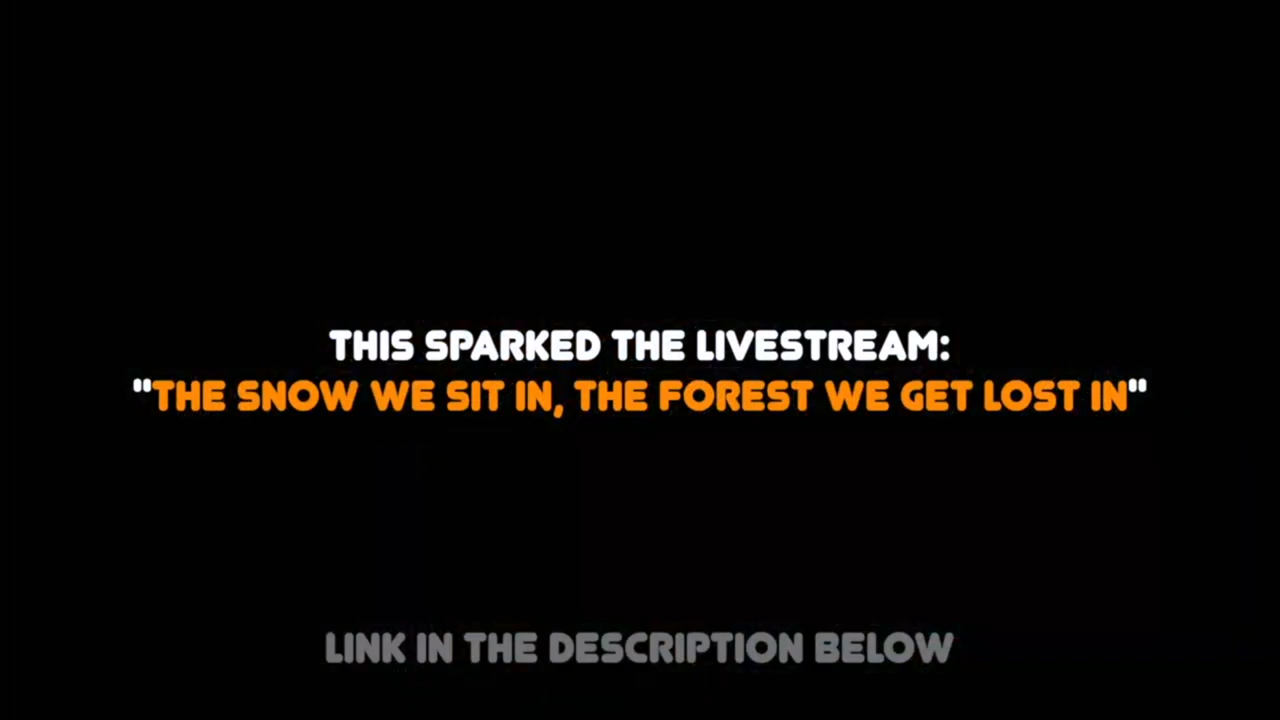 THIS SPARKED THE LIVESTREAM:
"THE SNOW WE SIT IN, THE FOREST WE GET LOST IN"
LINK IN THE DESCRIPTION BELOW